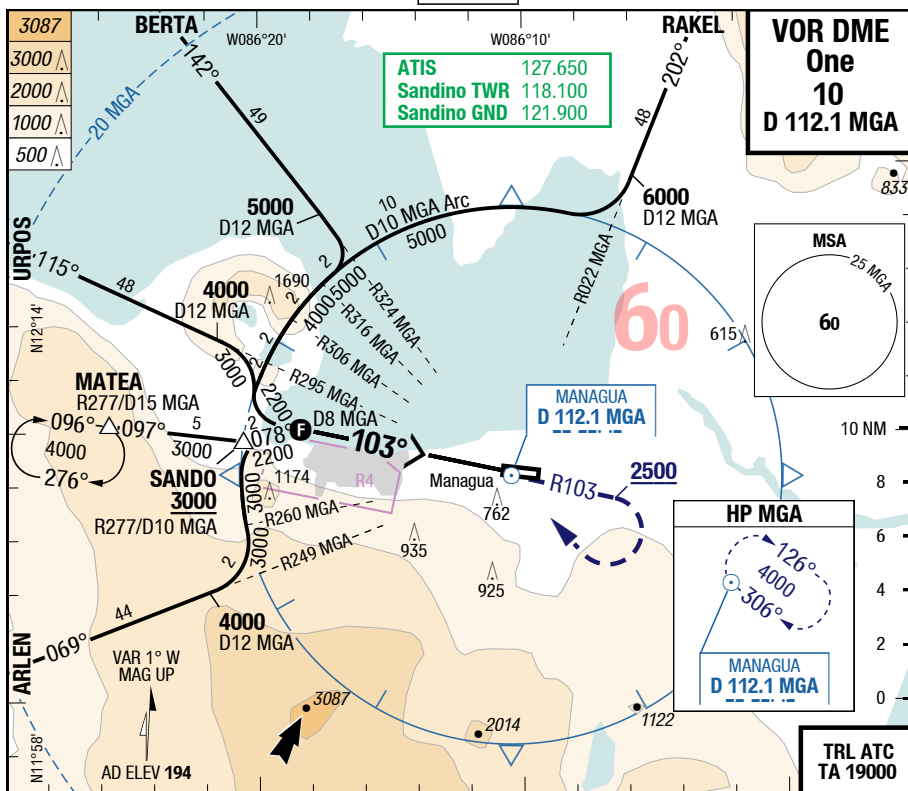 3087
3000
2000
1000
500
BERTA
W086°20'
W086°10'
RAKEL
VOR DME
One
10
D 112.1 MGA
ATIS 127.650
Sandino TWR 118.100
Sandino GND 121.900
20 MGA
142°
49
202°
48
5000
D12 MGA
6000
D12 MGA
10
D10 MGA Arc
5000
833
URPOS
115°
48
4000
D12 MGA
1690
2
2
2
2
4000
5000
R324 MGA
R316 MGA
R306 MGA
R295 MGA
R022 MGA
60
MSA
25 MGA
60
615
N12°14'
3000
2200
MATEA
R277/D15 MGA
096°
4000
276°
097°
5
3000
2
078°
2200
F
D8 MGA
103°
MANAGUA
D 112.1 MGA
10 NM
8
6
4
2
0
SANDO
3000
R277/D10 MGA
1174
R4
Managua
R103
2500
762
3000
3000
R260 MGA
R249 MGA
935
925
2
HP MGA
126°
4000
306°
MANAGUA
D 112.1 MGA
ARLEN
069°
44
4000
D12 MGA
VAR 1° W
MAG UP
3087
2014
1122
N11°58'
AD ELEV 194
TRL ATC
TA 19000